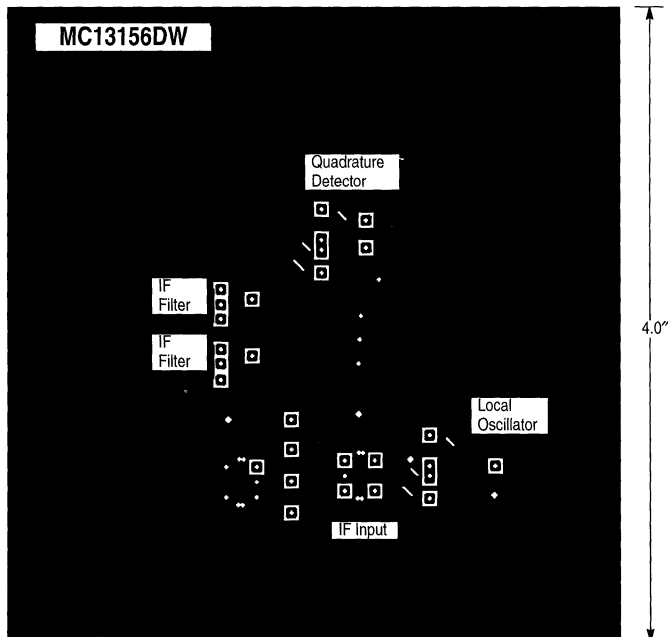 MC13156DW
Quadrature
Detector
IF
Filter
IF
Filter
4.0″
Local
Oscillator
IF Input